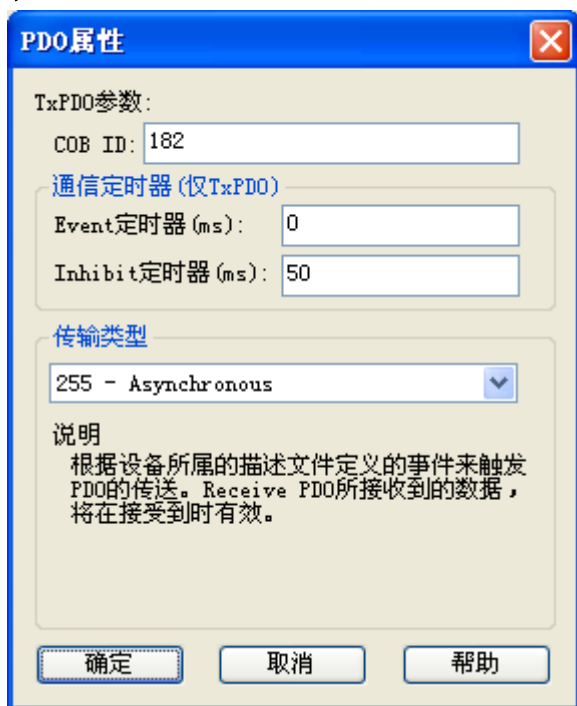 PDO属性
TxPDO参数:
COB ID: 182
通信定时器(仅TxPDO)
Event定时器(ms): 0
Inhibit定时器(ms): 50
传输类型
255 - Asynchronous
说明
根据设备所属的描述文件定义的事件来触发
PDO的传送。Receive PDO所接收到的数据，
将在接受到时有效。
确定 取消 帮助